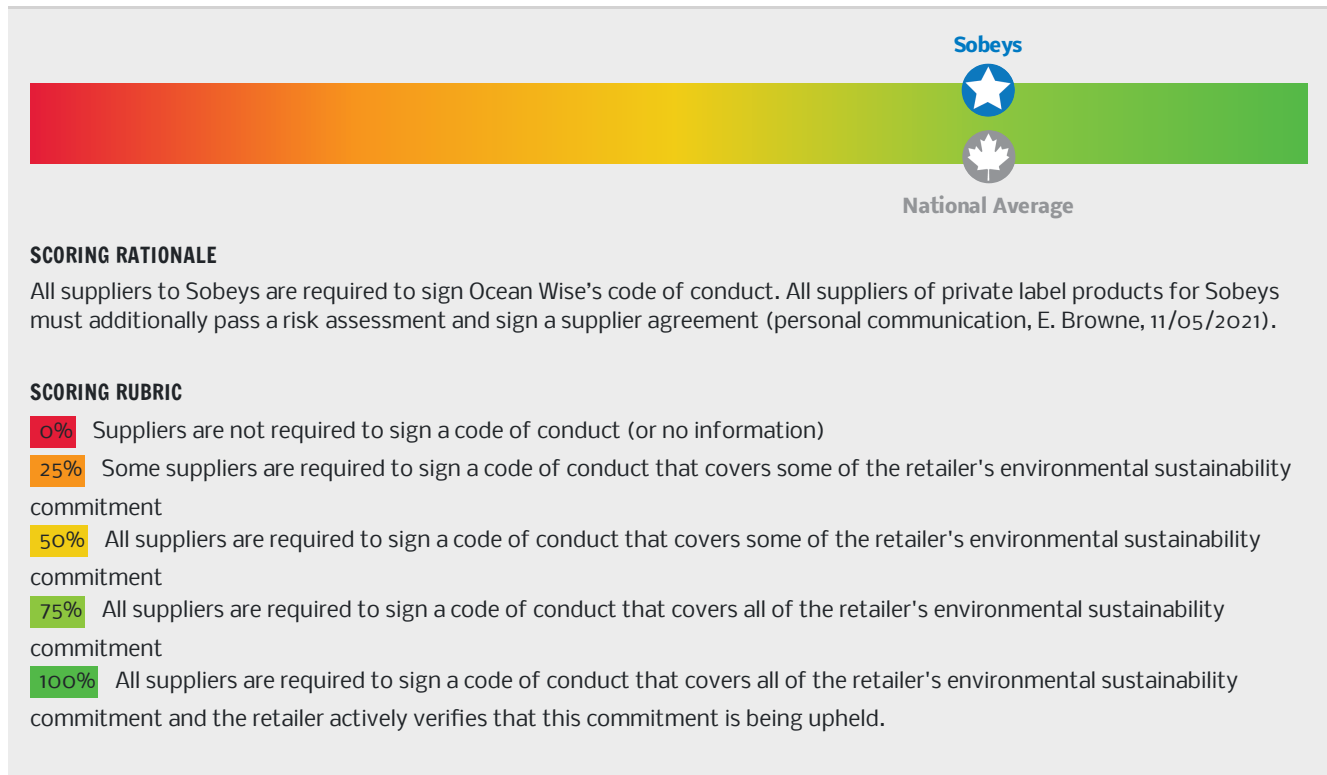 Sobeys
National Average
SCORING RATIONALE
All suppliers to Sobeys are required to sign Ocean Wise's code of conduct. All suppliers of private label products for Sobeys
must additionally pass a risk assessment and sign a supplier agreement (personal communication, E. Browne, 11/05/2021).
SCORING RUBRIC
0% Suppliers are not required to sign a code of conduct (or no information)
25% Some suppliers are required to sign a code of conduct that covers some of the retailer's environmental sustainability
commitment
50% All suppliers are required to sign a code of conduct that covers some of the retailer's environmental sustainability
commitment
75% All suppliers are required to sign a code of conduct that covers all of the retailer's environmental sustainability
commitment
100% All suppliers are required to sign a code of conduct that covers all of the retailer's environmental sustainability
commitment and the retailer actively verifies that this commitment is being upheld.